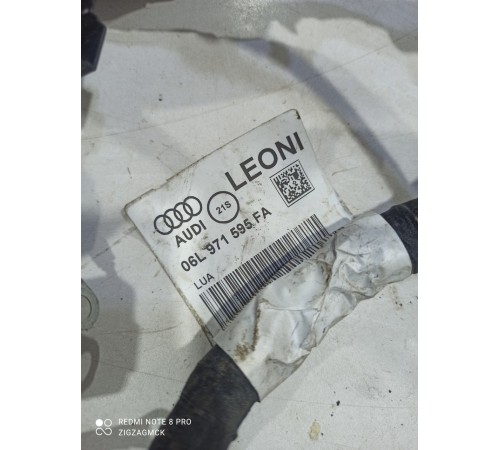 LEONI
AUDI
21S
06L 971 595 FA
LUA
REDMI NOTE 8 PRO
ZIGZAGMCK